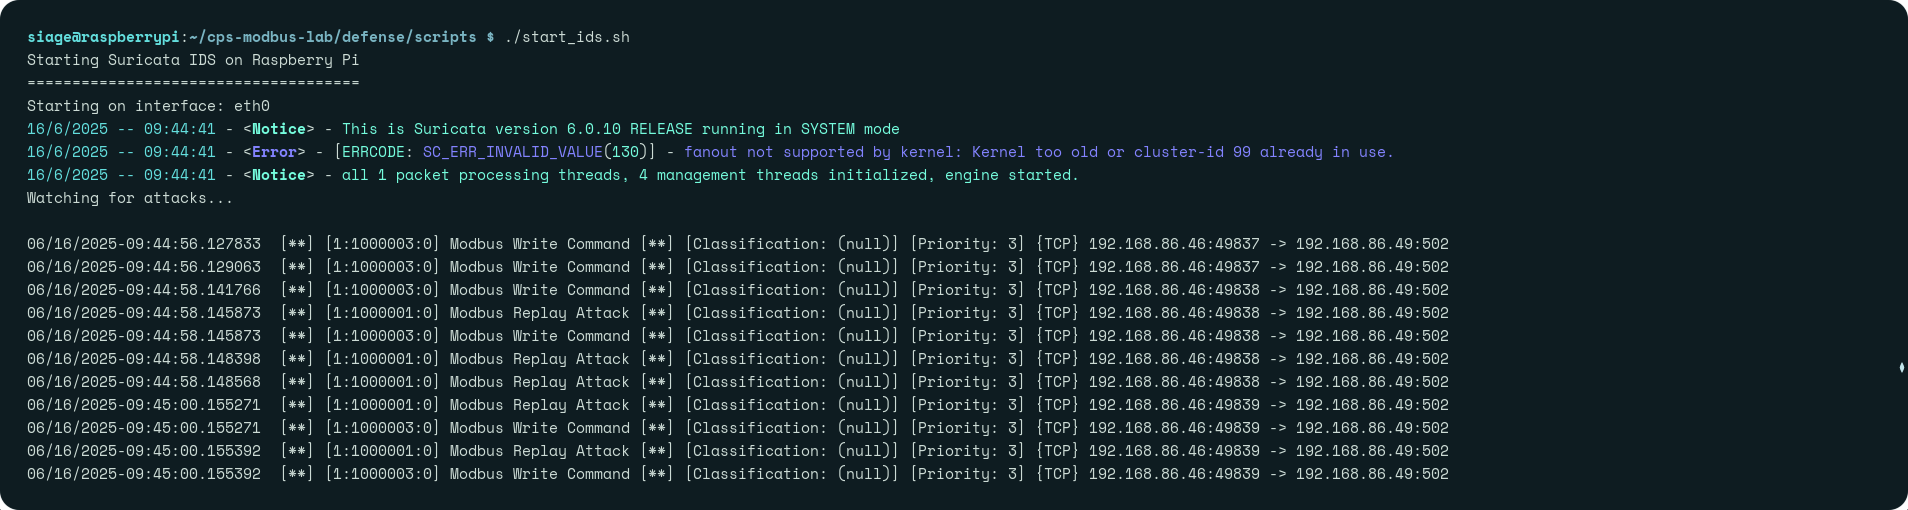 siage@raspberrypi:~/cps-modbus-lab/defense/scripts $ ./start_ids.sh
Starting Suricata IDS on Raspberry Pi
=====================================
Starting on interface: eth0
16/6/2025 -- 09:44:41 - <Notice> - This is Suricata version 6.0.10 RELEASE running in SYSTEM mode
16/6/2025 -- 09:44:41 - <Error> - [ERRCODE: SC_ERR_INVALID_VALUE(130)] - fanout not supported by kernel: Kernel too old or cluster-id 99 already in use.
16/6/2025 -- 09:44:41 - <Notice> - all 1 packet processing threads, 4 management threads initialized, engine started.
Watching for attacks...
06/16/2025-09:44:56.127833  [**] [1:1000003:0] Modbus Write Command [**] [Classification: (null)] [Priority: 3] {TCP} 192.168.86.46:49837 -> 192.168.86.49:502
06/16/2025-09:44:56.129063  [**] [1:1000003:0] Modbus Write Command [**] [Classification: (null)] [Priority: 3] {TCP} 192.168.86.46:49837 -> 192.168.86.49:502
06/16/2025-09:44:58.141766  [**] [1:1000003:0] Modbus Write Command [**] [Classification: (null)] [Priority: 3] {TCP} 192.168.86.46:49838 -> 192.168.86.49:502
06/16/2025-09:44:58.145873  [**] [1:1000001:0] Modbus Replay Attack [**] [Classification: (null)] [Priority: 3] {TCP} 192.168.86.46:49838 -> 192.168.86.49:502
06/16/2025-09:44:58.145873  [**] [1:1000003:0] Modbus Write Command [**] [Classification: (null)] [Priority: 3] {TCP} 192.168.86.46:49838 -> 192.168.86.49:502
06/16/2025-09:44:58.148398  [**] [1:1000001:0] Modbus Replay Attack [**] [Classification: (null)] [Priority: 3] {TCP} 192.168.86.46:49838 -> 192.168.86.49:502
06/16/2025-09:44:58.148568  [**] [1:1000001:0] Modbus Replay Attack [**] [Classification: (null)] [Priority: 3] {TCP} 192.168.86.46:49838 -> 192.168.86.49:502
06/16/2025-09:45:00.155271  [**] [1:1000001:0] Modbus Replay Attack [**] [Classification: (null)] [Priority: 3] {TCP} 192.168.86.46:49839 -> 192.168.86.49:502
06/16/2025-09:45:00.155271  [**] [1:1000003:0] Modbus Write Command [**] [Classification: (null)] [Priority: 3] {TCP} 192.168.86.46:49839 -> 192.168.86.49:502
06/16/2025-09:45:00.155392  [**] [1:1000001:0] Modbus Replay Attack [**] [Classification: (null)] [Priority: 3] {TCP} 192.168.86.46:49839 -> 192.168.86.49:502
06/16/2025-09:45:00.155392  [**] [1:1000003:0] Modbus Write Command [**] [Classification: (null)] [Priority: 3] {TCP} 192.168.86.46:49839 -> 192.168.86.49:502